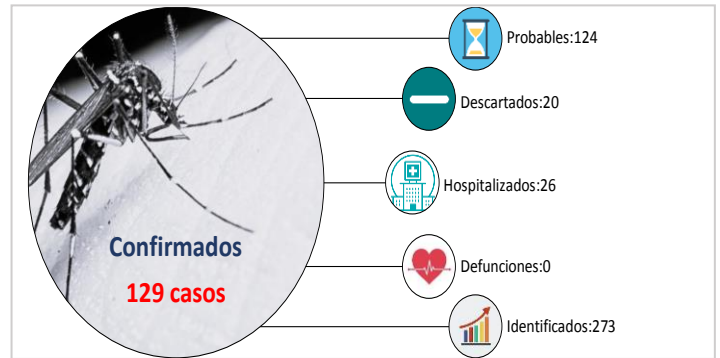 Probables:124
Descartados:20
Hospitalizados:26
Confirmados
129 casos
Defunciones:0
Identificados:273